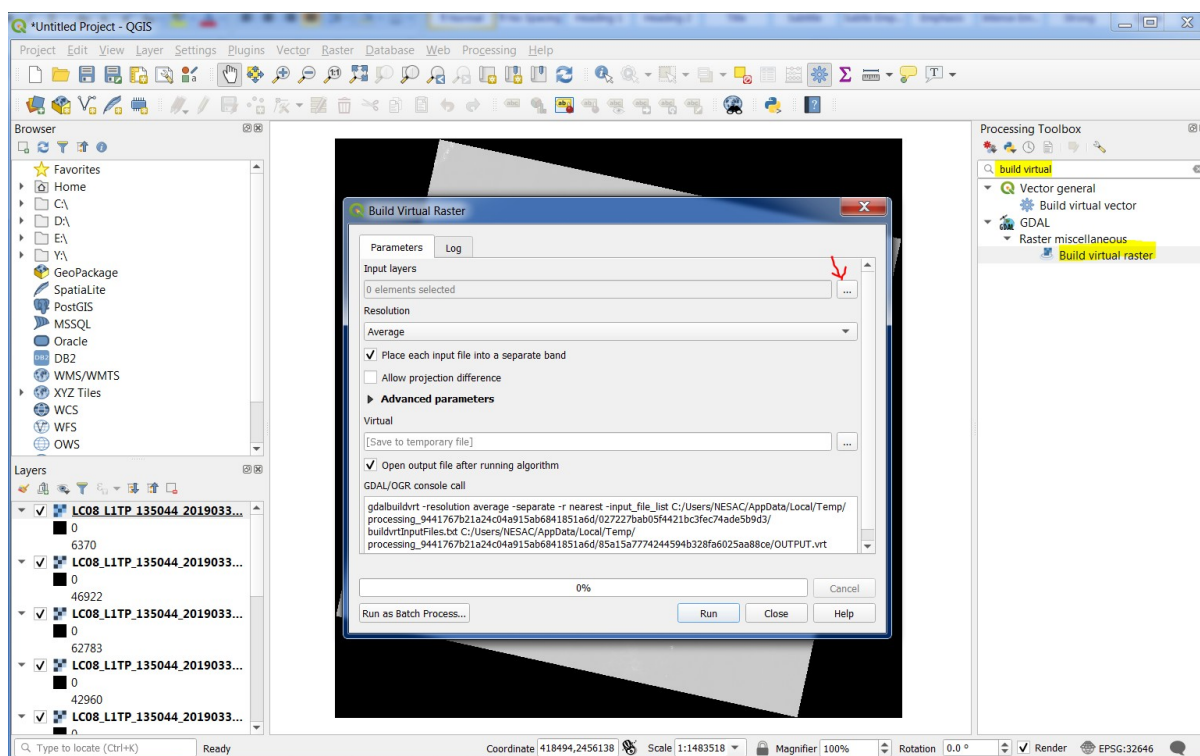 *Untitled Project - QGIS
Project Edit View Layer Settings Plugins Vector Raster Database Web Processing Help
Browser
Favorites
Home
C:\
D:\
E:\
Y:\
GeoPackage
SpatiaLite
PostGIS
MSSQL
Oracle
DB2
WMS/WMTS
XYZ Tiles
WCS
WFS
OWS
Layers
LC08_L1TP_135044_2019033...
0
6370
LC08_L1TP_135044_2019033...
0
46922
LC08_L1TP_135044_2019033...
0
62783
LC08_L1TP_135044_2019033...
0
42960
LC08_L1TP_135044_2019033...
0
Build Virtual Raster
Parameters Log
Input layers
0 elements selected ...
Resolution
Average
Place each input file into a separate band
Allow projection difference
Advanced parameters
Virtual
[Save to temporary file] ...
Open output file after running algorithm
GDAL/OGR console call
gdalbuildvrt -resolution average -separate -r nearest -input_file_list C:/Users/NESAC/AppData/Local/Temp/
processing_9441767b21a24c04a915ab6841851a6d/027227bab05f4421bc3fec74ade5b9d3/
buildvrtInputFiles.txt C:/Users/NESAC/AppData/Local/Temp/
processing_9441767b21a24c04a915ab6841851a6d/85a15a7774244594b328fa6025aa88ce/OUTPUT.vrt
0% Cancel
Run as Batch Process... Run Close Help
Processing Toolbox
build virtual
Vector general
Build virtual vector
GDAL
Raster miscellaneous
Build virtual raster
Type to locate (Ctrl+K) Ready Coordinate 418494,2456138 Scale 1:1483518 Magnifier 100% Rotation 0.0 ° Render EPSG:32646